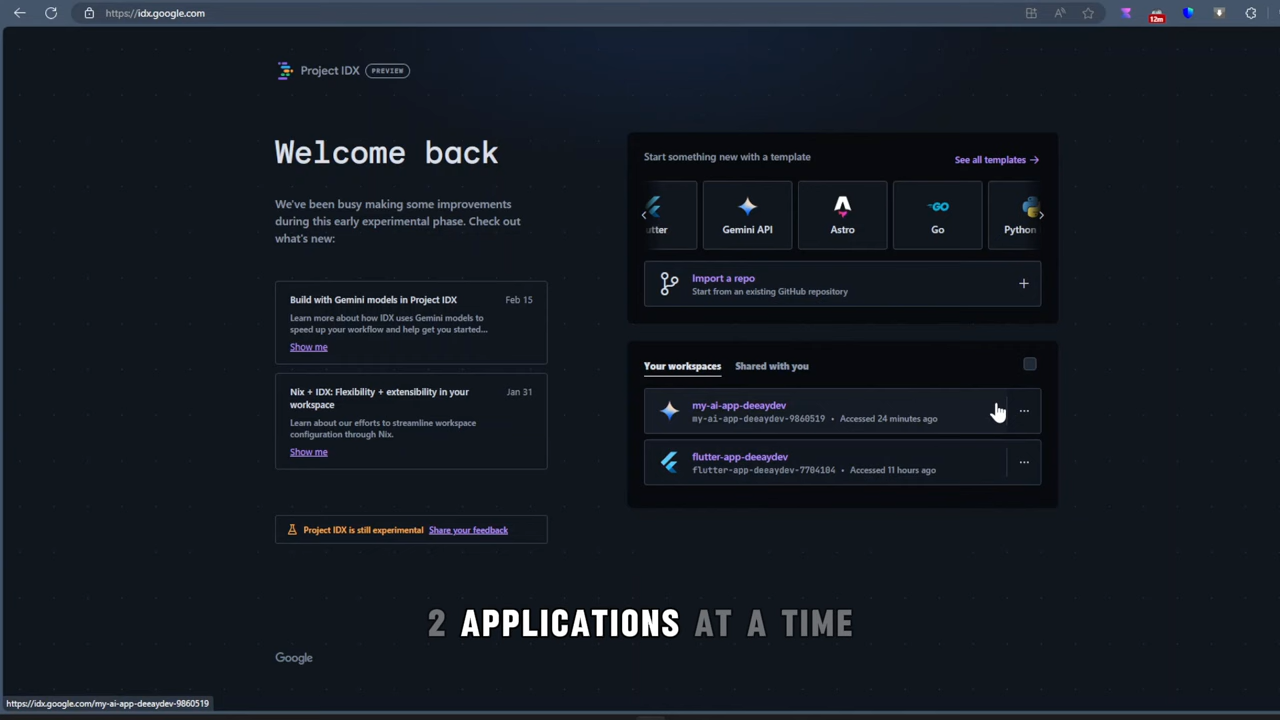 https://idx.google.com
12m
Project IDX PREVIEW
Welcome back
We've been busy making some improvements
during this early experimental phase. Check out
what's new:
Build with Gemini models in Project IDX Feb 15
Learn more about how IDX uses Gemini models to
speed up your workflow and help get you started...
Show me
Nix + IDX: Flexibility + extensibility in your Jan 31
workspace
Learn about our efforts to streamline workspace
configuration through Nix.
Show me
Project IDX is still experimental Share your feedback
Start something new with a template See all templates →
utter Gemini API Astro Go Python
Import a repo
Start from an existing GitHub repository
Your workspaces Shared with you
my-ai-app-deeaydev
my-ai-app-deeaydev-9860519 • Accessed 24 minutes ago
flutter-app-deeaydev
flutter-app-deeaydev-7704104 • Accessed 11 hours ago
2 APPLICATIONS AT A TIME
Google
https://idx.google.com/my-ai-app-deeaydev-9860519